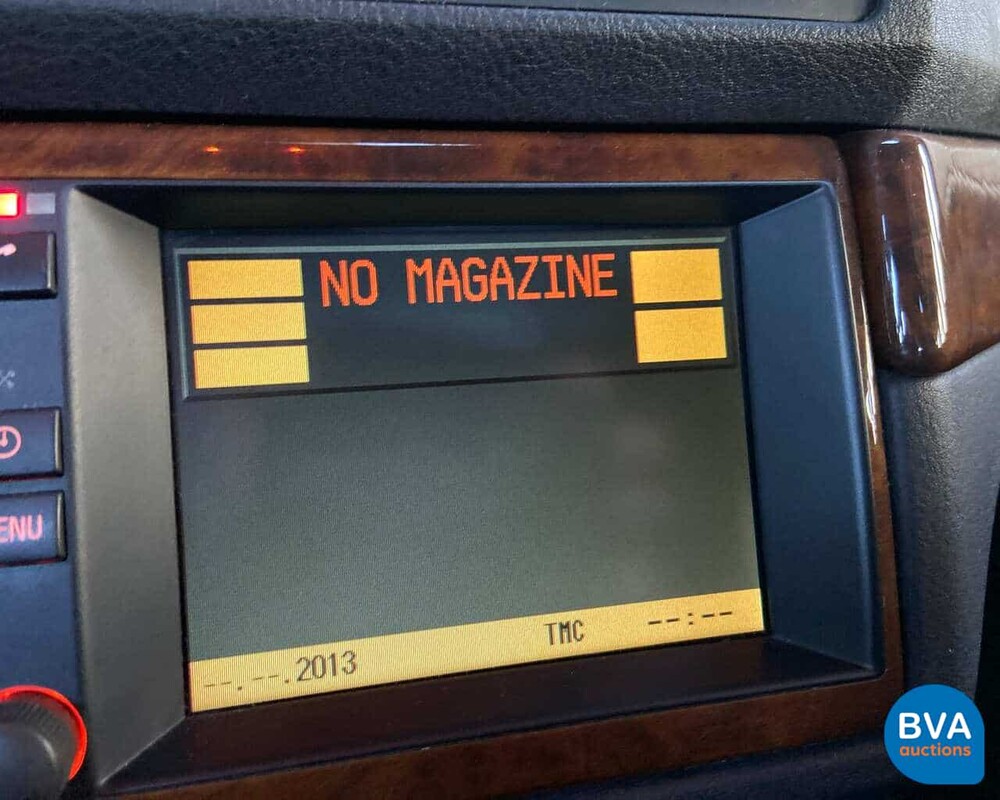 NO MAGAZINE
ENU
--.--.2013 TMC --:--
BVA
auctions